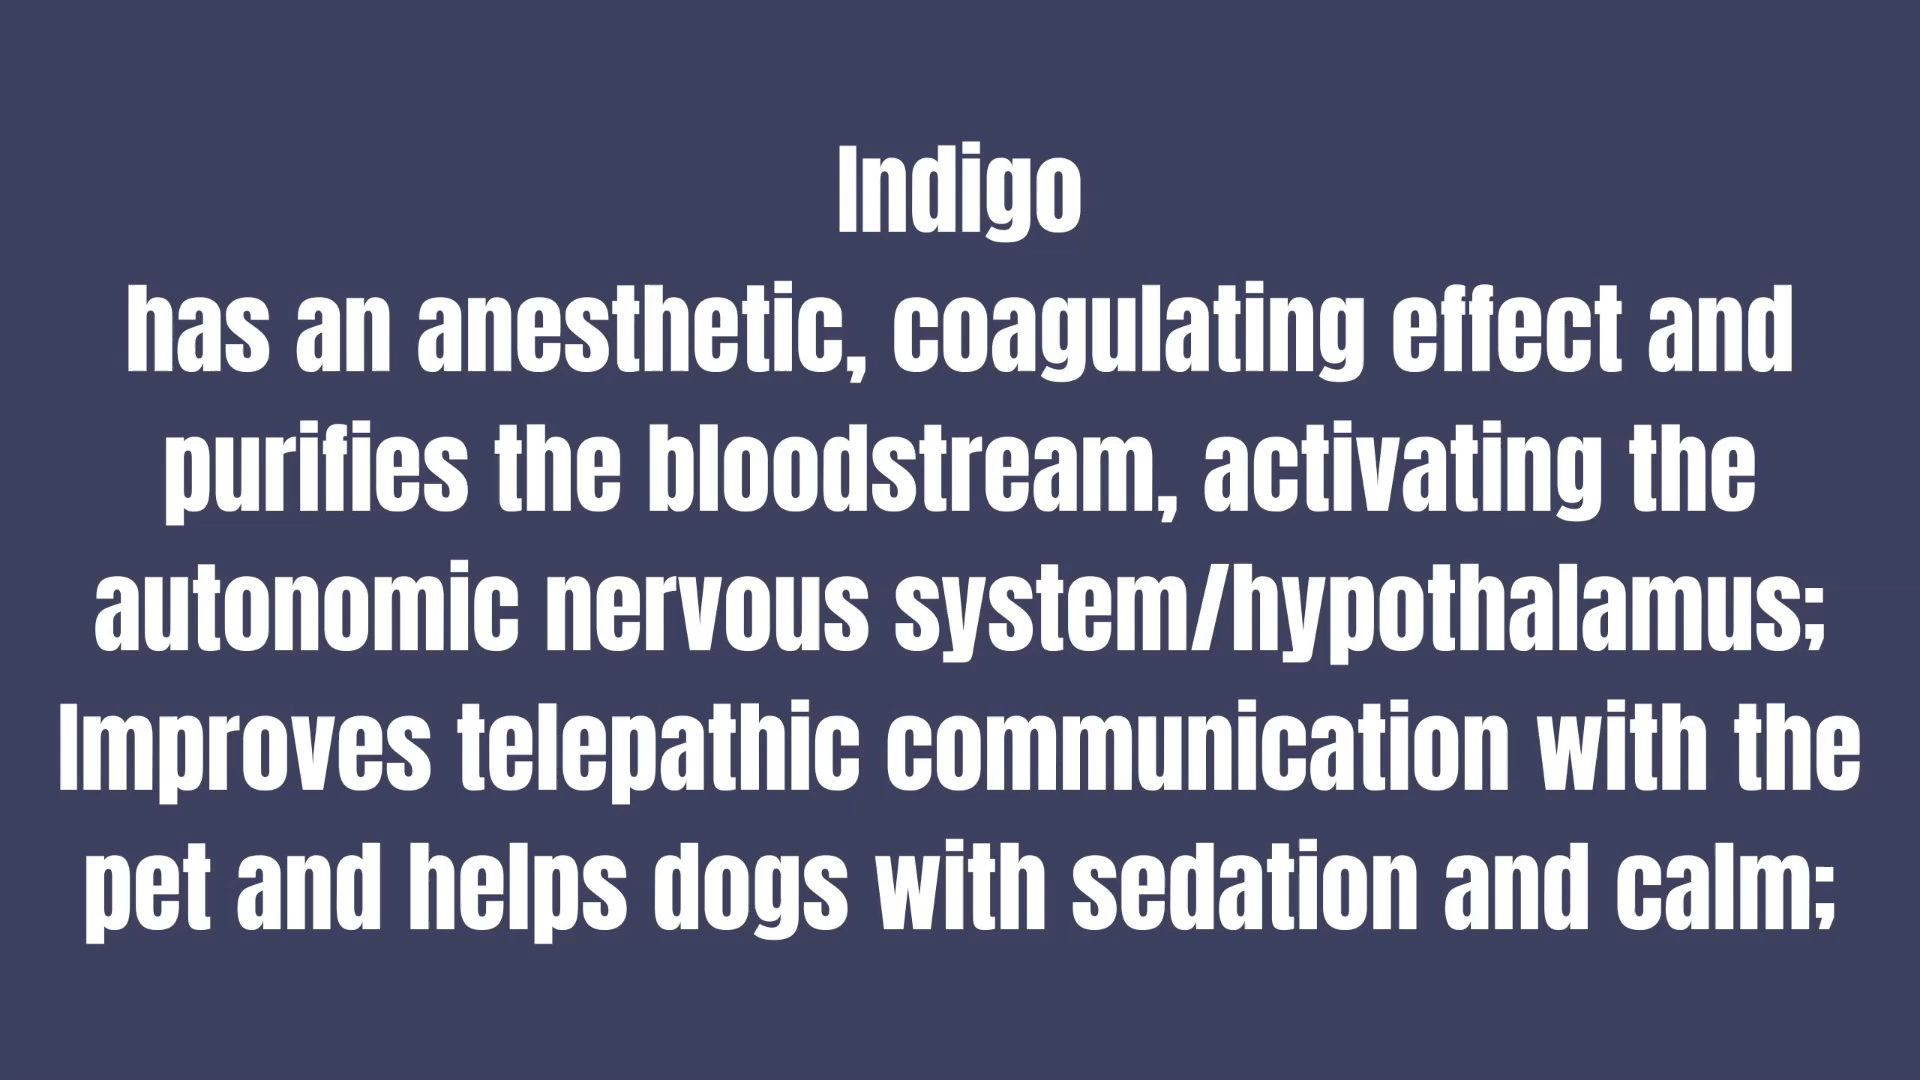 Indigo
has an anesthetic, coagulating effect and
purifies the bloodstream, activating the
autonomic nervous system/hypothalamus;
Improves telepathic communication with the
pet and helps dogs with sedation and calm;